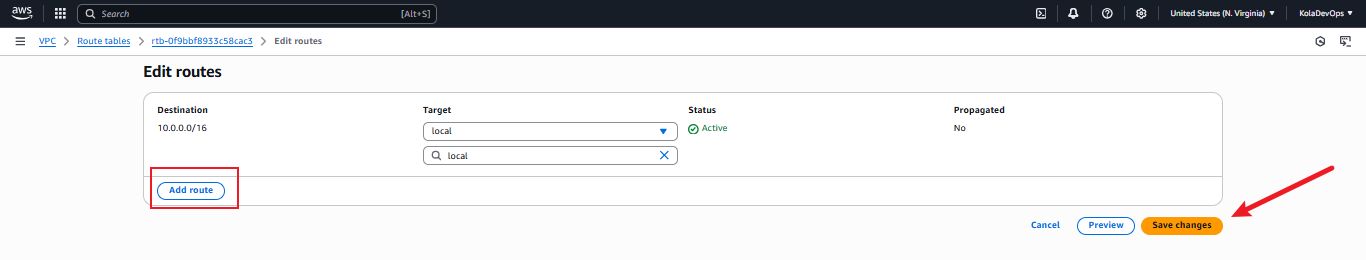 aws Search [Alt+S] United States (N. Virginia) KolaDevOps
VPC > Route tables > rtb-0f9bbf8933c58cac3 > Edit routes
Edit routes
Destination Target Status Propagated
10.0.0.0/16 local Active No
local
Add route
Cancel Preview Save changes